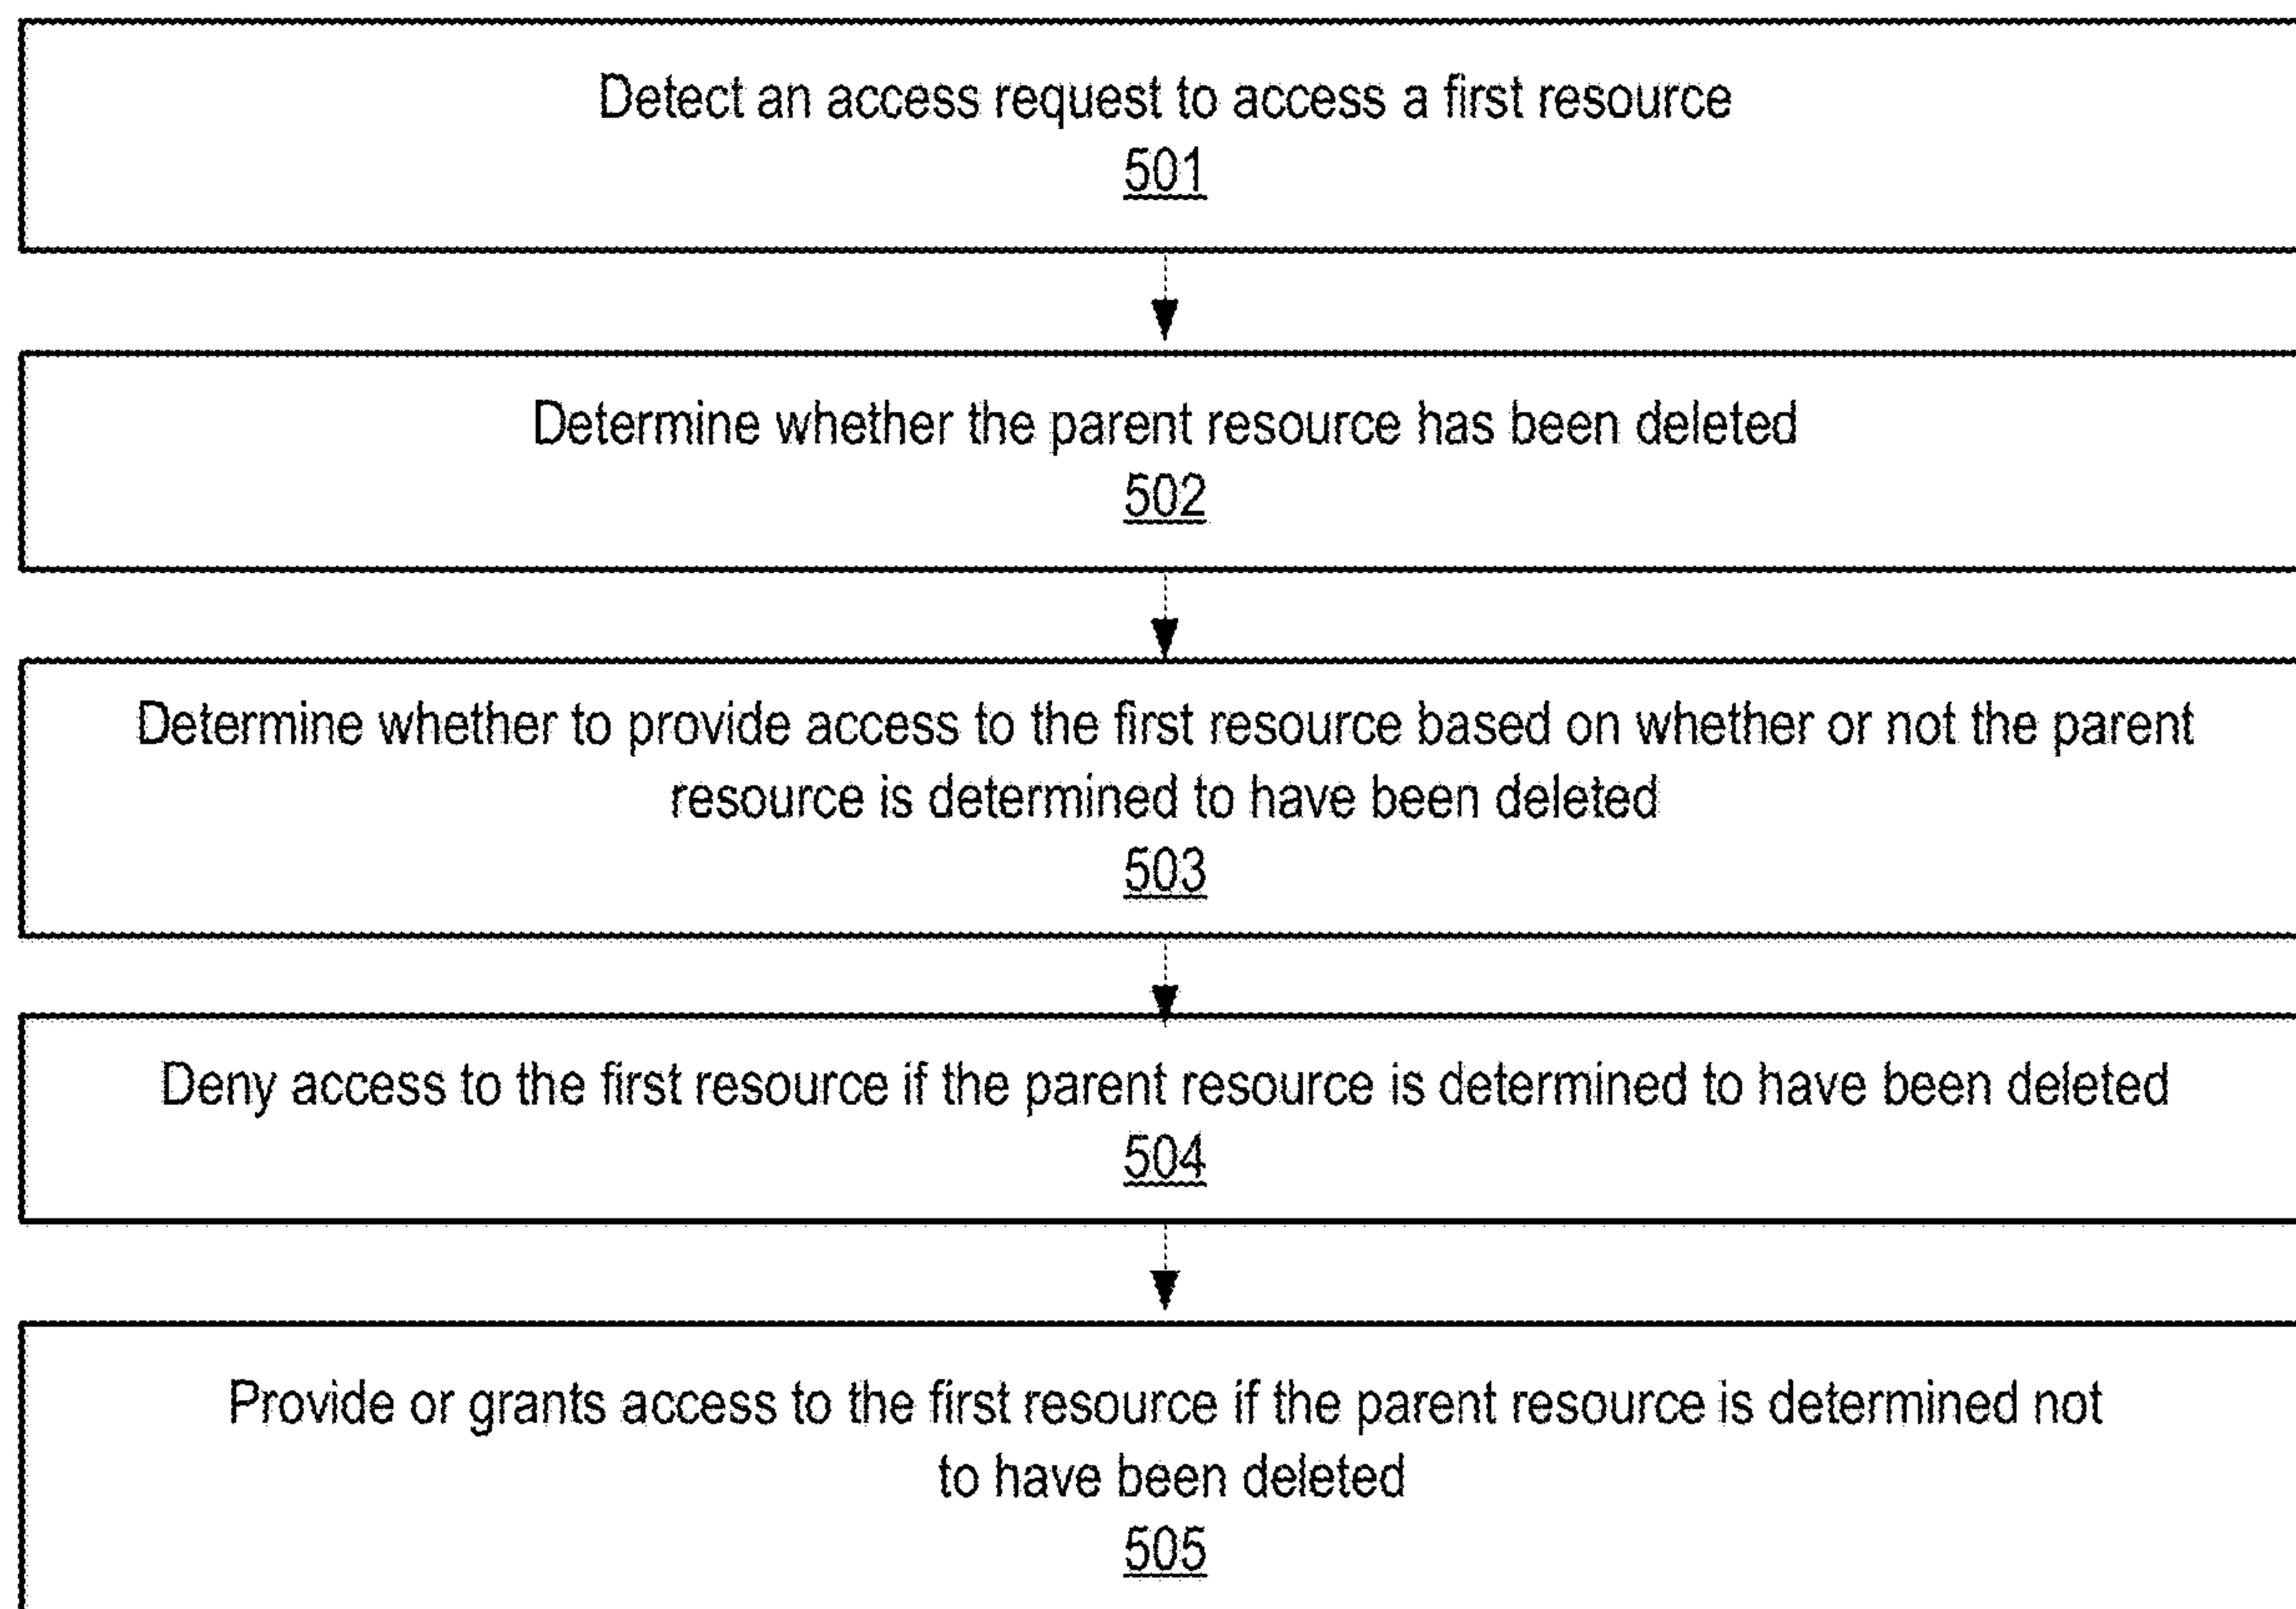 Detect an access request to access a first resource
501
Determine whether the parent resource has been deleted
502
Determine whether to provide access to the first resource based on whether or not the parent
resource is determined to have been deleted
503
Deny access to the first resource if the parent resource is determined to have been deleted
504
Provide or grants access to the first resource if the parent resource is determined not
to have been deleted
505